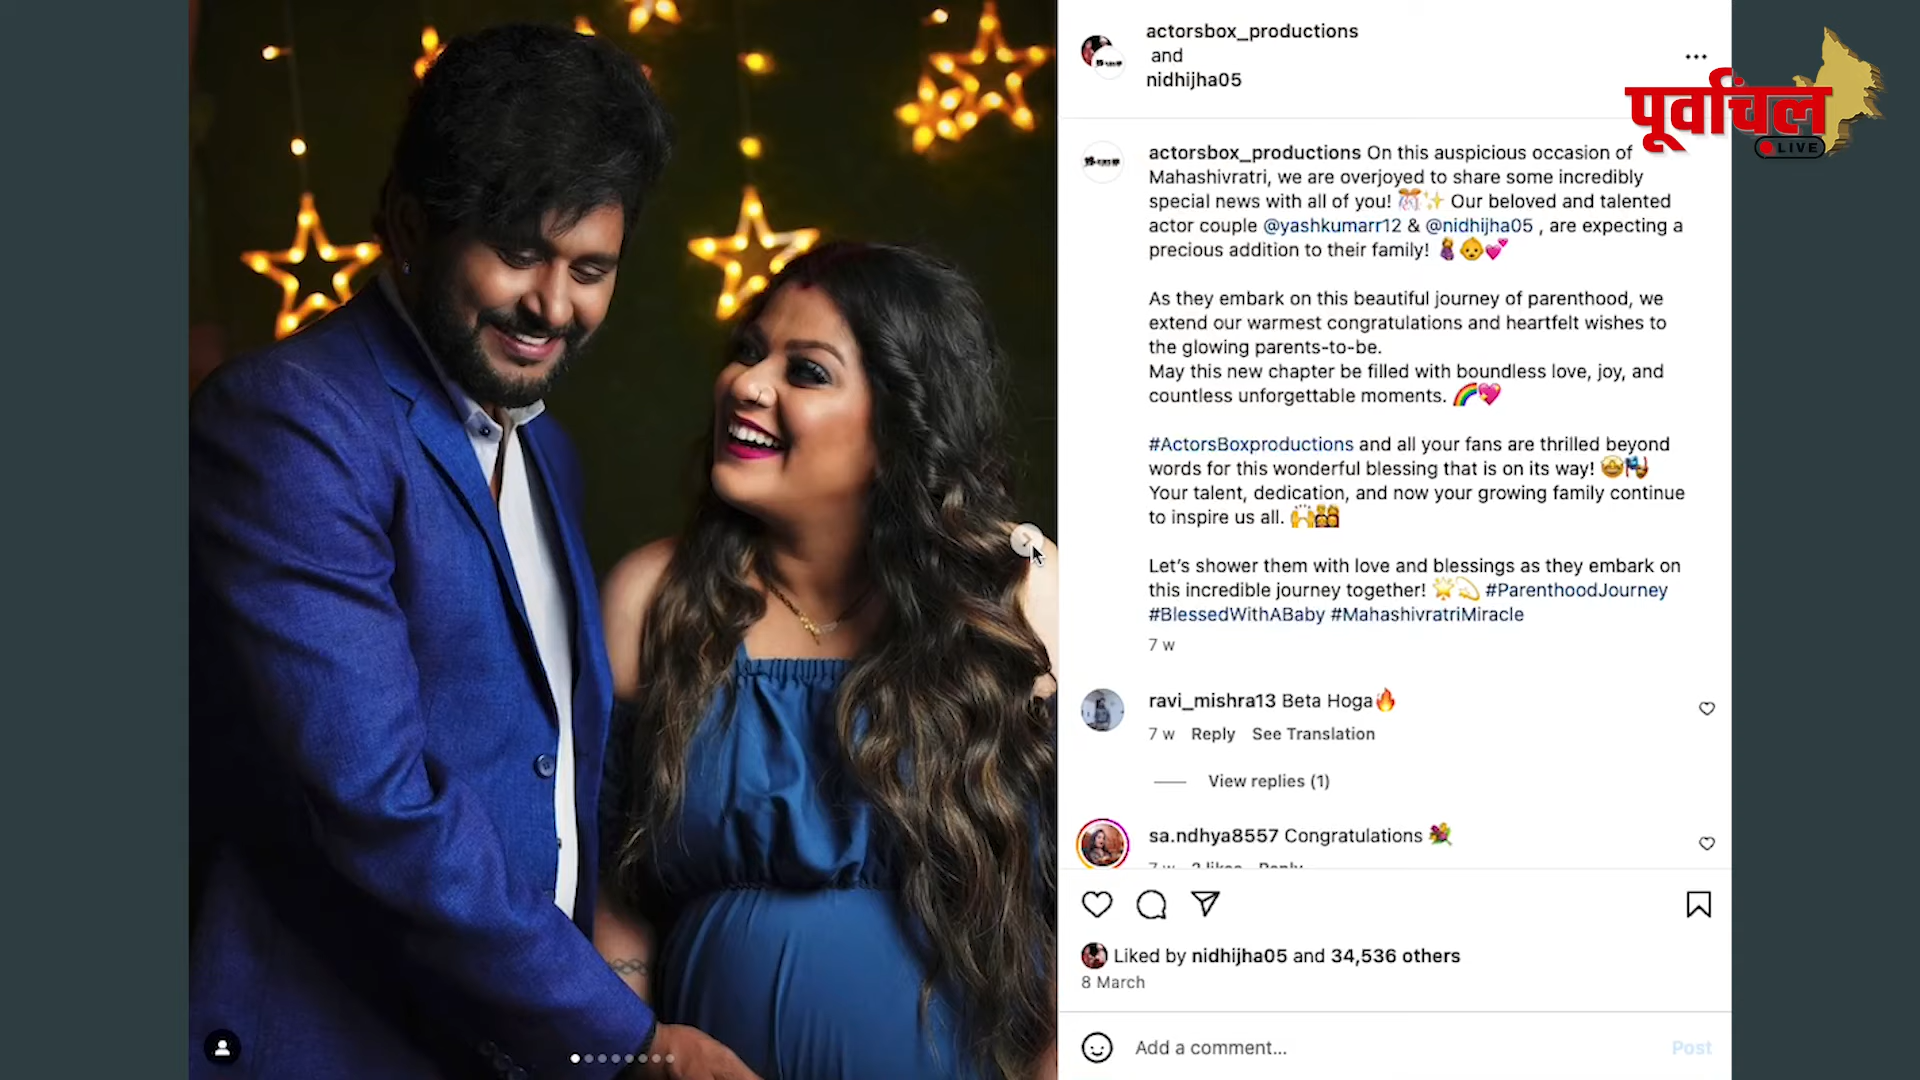 actorsbox_productions
and
nidhijha05
पूर्वांचल
LIVE
actorsbox_productions On this auspicious occasion of
Mahashivratri, we are overjoyed to share some incredibly
special news with all of you! 🎊✨ Our beloved and talented
actor couple @yashkumarr12 & @nidhijha05 , are expecting a
precious addition to their family! 🤰👶💕
As they embark on this beautiful journey of parenthood, we
extend our warmest congratulations and heartfelt wishes to
the glowing parents-to-be.
May this new chapter be filled with boundless love, joy, and
countless unforgettable moments. 🌈💖
#ActorsBoxproductions and all your fans are thrilled beyond
words for this wonderful blessing that is on its way! 🤩
Your talent, dedication, and now your growing family continue
to inspire us all. 🙌
Let's shower them with love and blessings as they embark on
this incredible journey together! 🌟💫 #ParenthoodJourney
#BlessedWithABaby #MahashivratriMiracle
7 w
ravi_mishra13 Beta Hoga🔥
7 w Reply See Translation
View replies (1)
sa.ndhya8557 Congratulations 💐
7 w 2 likes Reply
Liked by nidhijha05 and 34,536 others
8 March
Add a comment...
Post